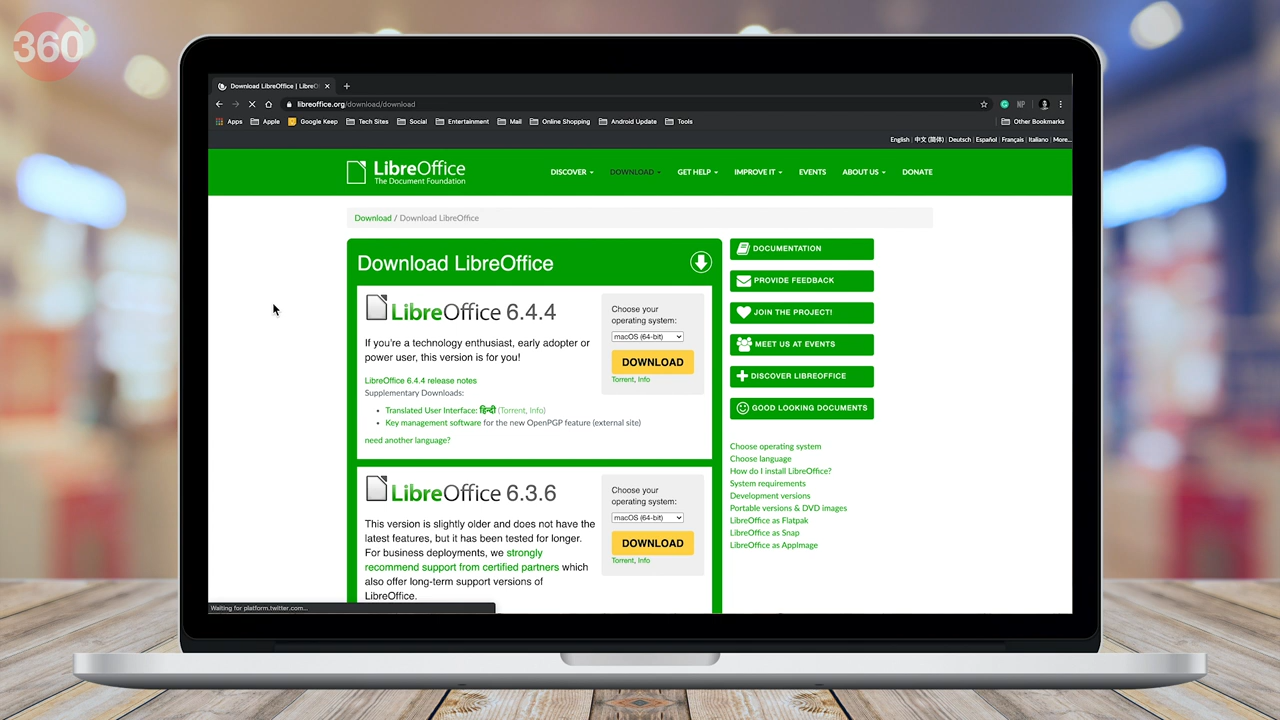 360°
Download LibreOffice | LibreO
libreoffice.org/download/download
NP
Apps Apple Google Keep Tech Sites Social Entertainment Mail Online Shopping Android Update Tools Other Bookmarks
English | 中文 (简体) | Deutsch | Español | Français | Italiano | More...
LibreOffice
The Document Foundation
DISCOVER DOWNLOAD GET HELP IMPROVE IT EVENTS ABOUT US DONATE
Download / Download LibreOffice
Download LibreOffice
LibreOffice 6.4.4
If you're a technology enthusiast, early adopter or
power user, this version is for you!
LibreOffice 6.4.4 release notes
Supplementary Downloads:
Translated User Interface: हिन्दी (Torrent, Info)
Key management software for the new OpenPGP feature (external site)
need another language?
Choose your
operating system:
macOS (64-bit)
DOWNLOAD
Torrent, Info
LibreOffice 6.3.6
This version is slightly older and does not have the
latest features, but it has been tested for longer.
For business deployments, we strongly
recommend support from certified partners which
also offer long-term support versions of
LibreOffice.
Choose your
operating system:
macOS (64-bit)
DOWNLOAD
Torrent, Info
DOCUMENTATION
PROVIDE FEEDBACK
JOIN THE PROJECT!
MEET US AT EVENTS
DISCOVER LIBREOFFICE
GOOD LOOKING DOCUMENTS
Choose operating system
Choose language
How do I install LibreOffice?
System requirements
Development versions
Portable versions & DVD images
LibreOffice as Flatpak
LibreOffice as Snap
LibreOffice as AppImage
Waiting for platform.twitter.com...